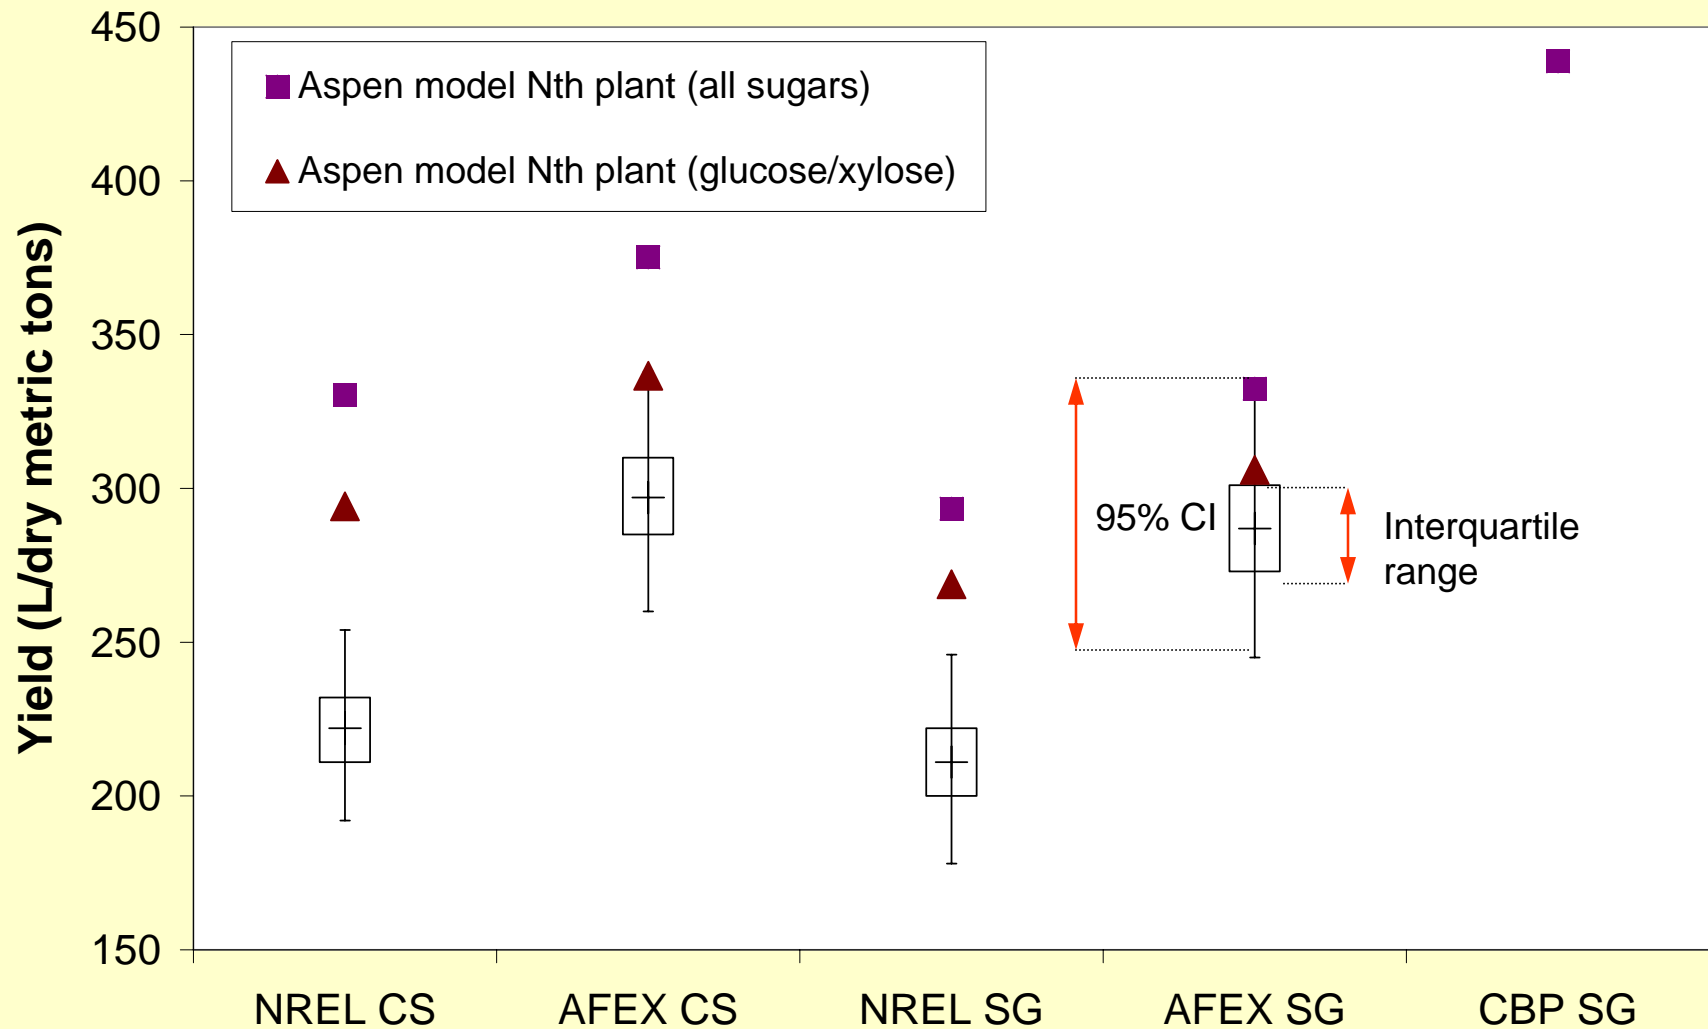 Yield (L/dry metric tons)
450
400
350
300
250
200
150
Aspen model Nth plant (all sugars)
Aspen model Nth plant (glucose/xylose)
95% CI
Interquartile
range
NREL CS
AFEX CS
NREL SG
AFEX SG
CBP SG